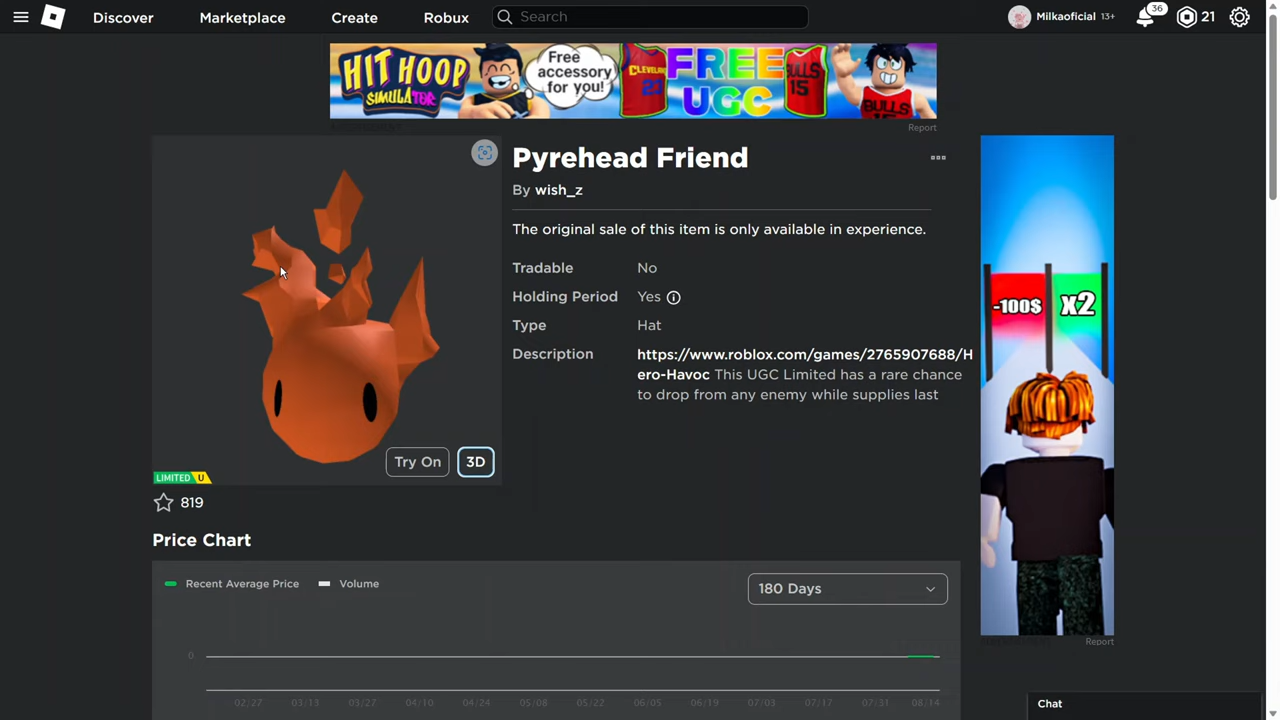 Discover Marketplace Create Robux Search Milkaoficial 13+ 36 21
HIT HOOP SIMULATOR Free accessory for you! CLEVELAND 23 FREE UGC BULLS 15 BULLS 15
Report
Pyrehead Friend
By wish_z
The original sale of this item is only available in experience.
Tradable No
Holding Period Yes
Type Hat
Description https://www.roblox.com/games/2765907688/H
ero-Havoc This UGC Limited has a rare chance
to drop from any enemy while supplies last
-100$ x2
Try On 3D
LIMITED U
819
Price Chart
Recent Average Price Volume 180 Days
Report
0
02/27 03/13 03/27 04/10 04/24 05/08 05/22 06/05 06/19 07/03 07/17 07/31 08/14
Chat